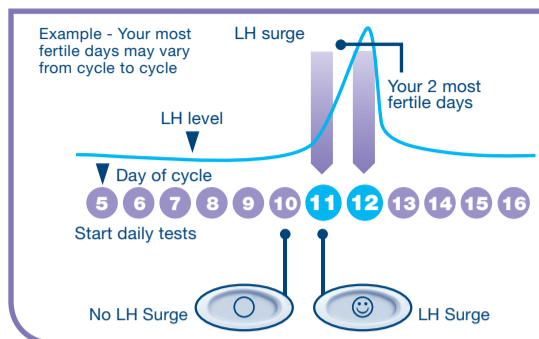 Example - Your most
fertile days may vary
from cycle to cycle
LH surge
Your 2 most
fertile days
LH level
Day of cycle
5 6 7 8 9 10 11 12 13 14 15 16
Start daily tests
No LH Surge
LH Surge